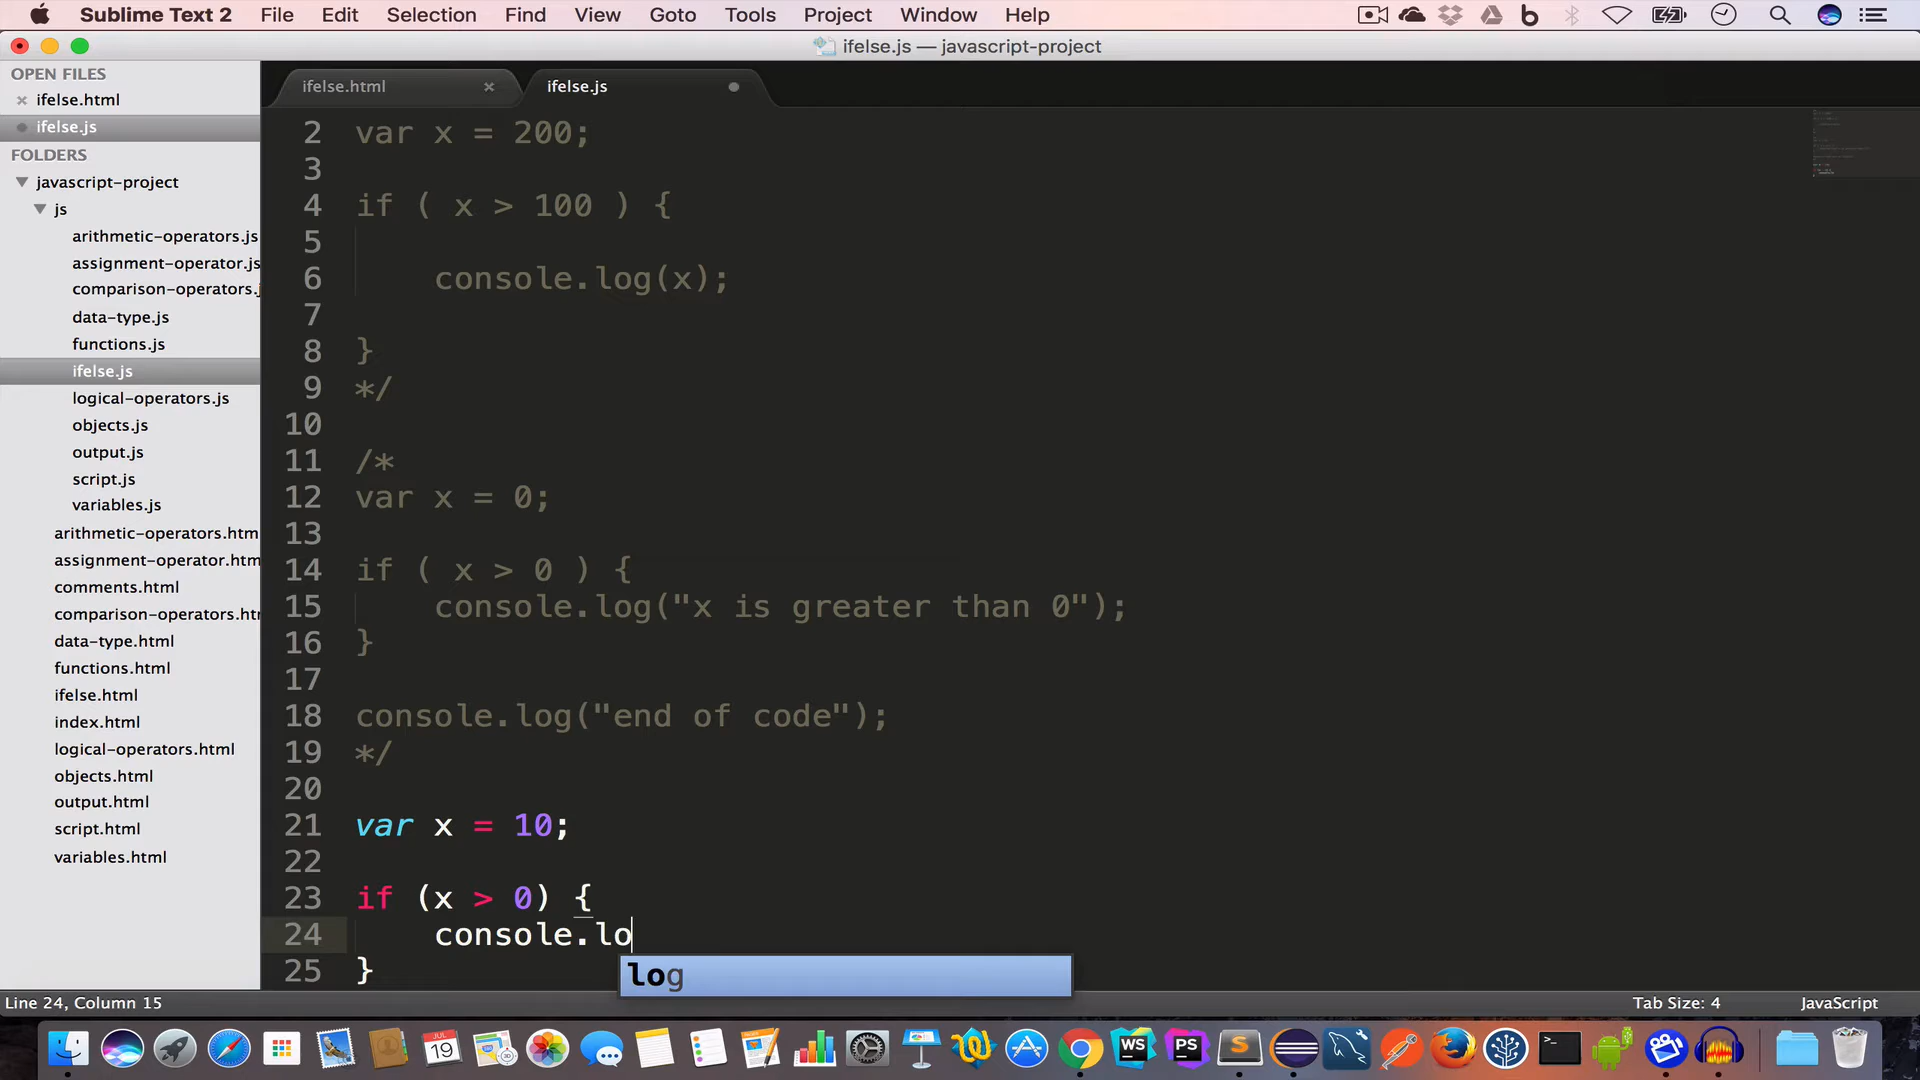 Sublime Text 2 File Edit Selection Find View Goto Tools Project Window Help
ifelse.js — javascript-project
OPEN FILES
ifelse.html
ifelse.js
FOLDERS
javascript-project
js
arithmetic-operators.js
assignment-operator.js
comparison-operators.j
data-type.js
functions.js
ifelse.js
logical-operators.js
objects.js
output.js
script.js
variables.js
arithmetic-operators.htm
assignment-operator.htm
comments.html
comparison-operators.htm
data-type.html
functions.html
ifelse.html
index.html
logical-operators.html
objects.html
output.html
script.html
variables.html
ifelse.html
ifelse.js
2 var x = 200;
3
4 if ( x > 100 ) {
5
6 console.log(x);
7
8 }
9 */
10
11 /*
12 var x = 0;
13
14 if ( x > 0 ) {
15 console.log("x is greater than 0");
16 }
17
18 console.log("end of code");
19 */
20
21 var x = 10;
22
23 if (x > 0) {
24 console.lo
25 }
log
Line 24, Column 15
Tab Size: 4
JavaScript
JUL
19
WS
PS